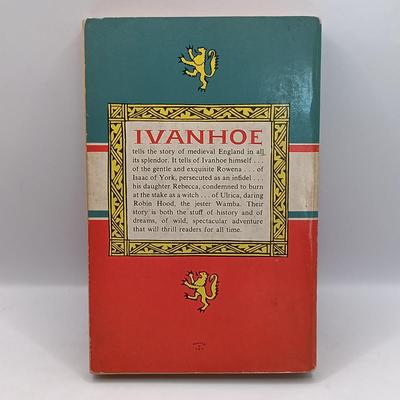 IVANHOE
tells the story of medieval England in all
its splendor. It tells of Ivanhoe himself . . .
of the gentle and exquisite Rowena . . . of
Isaac of York, persecuted as an infidel . . .
his daughter Rebecca, condemned to burn
at the stake as a witch . . . of Ulrica, daring
Robin Hood, the jester Wamba. Their
story is both the stuff of history and of
dreams, of wild, spectacular adventure
that will thrill readers for all time.